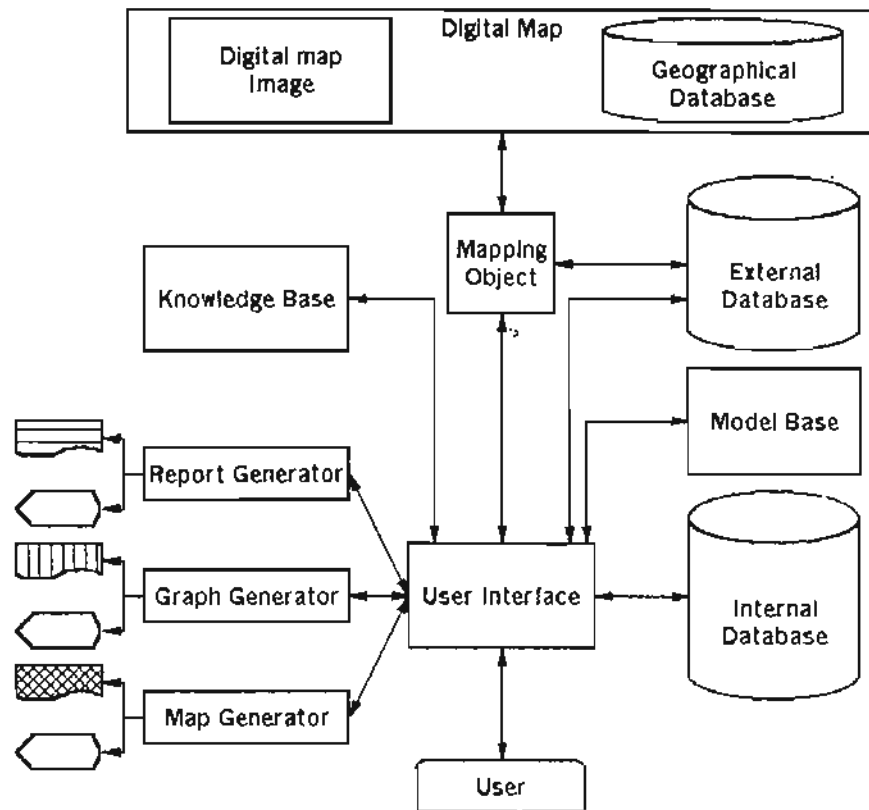 Digital Map
Digital map
Image
Geographical
Database
Mapping
Object
External
Database
Knowledge Base
Model Base
Report Generator
Graph Generator
User Interface
Internal
Database
Map Generator
User